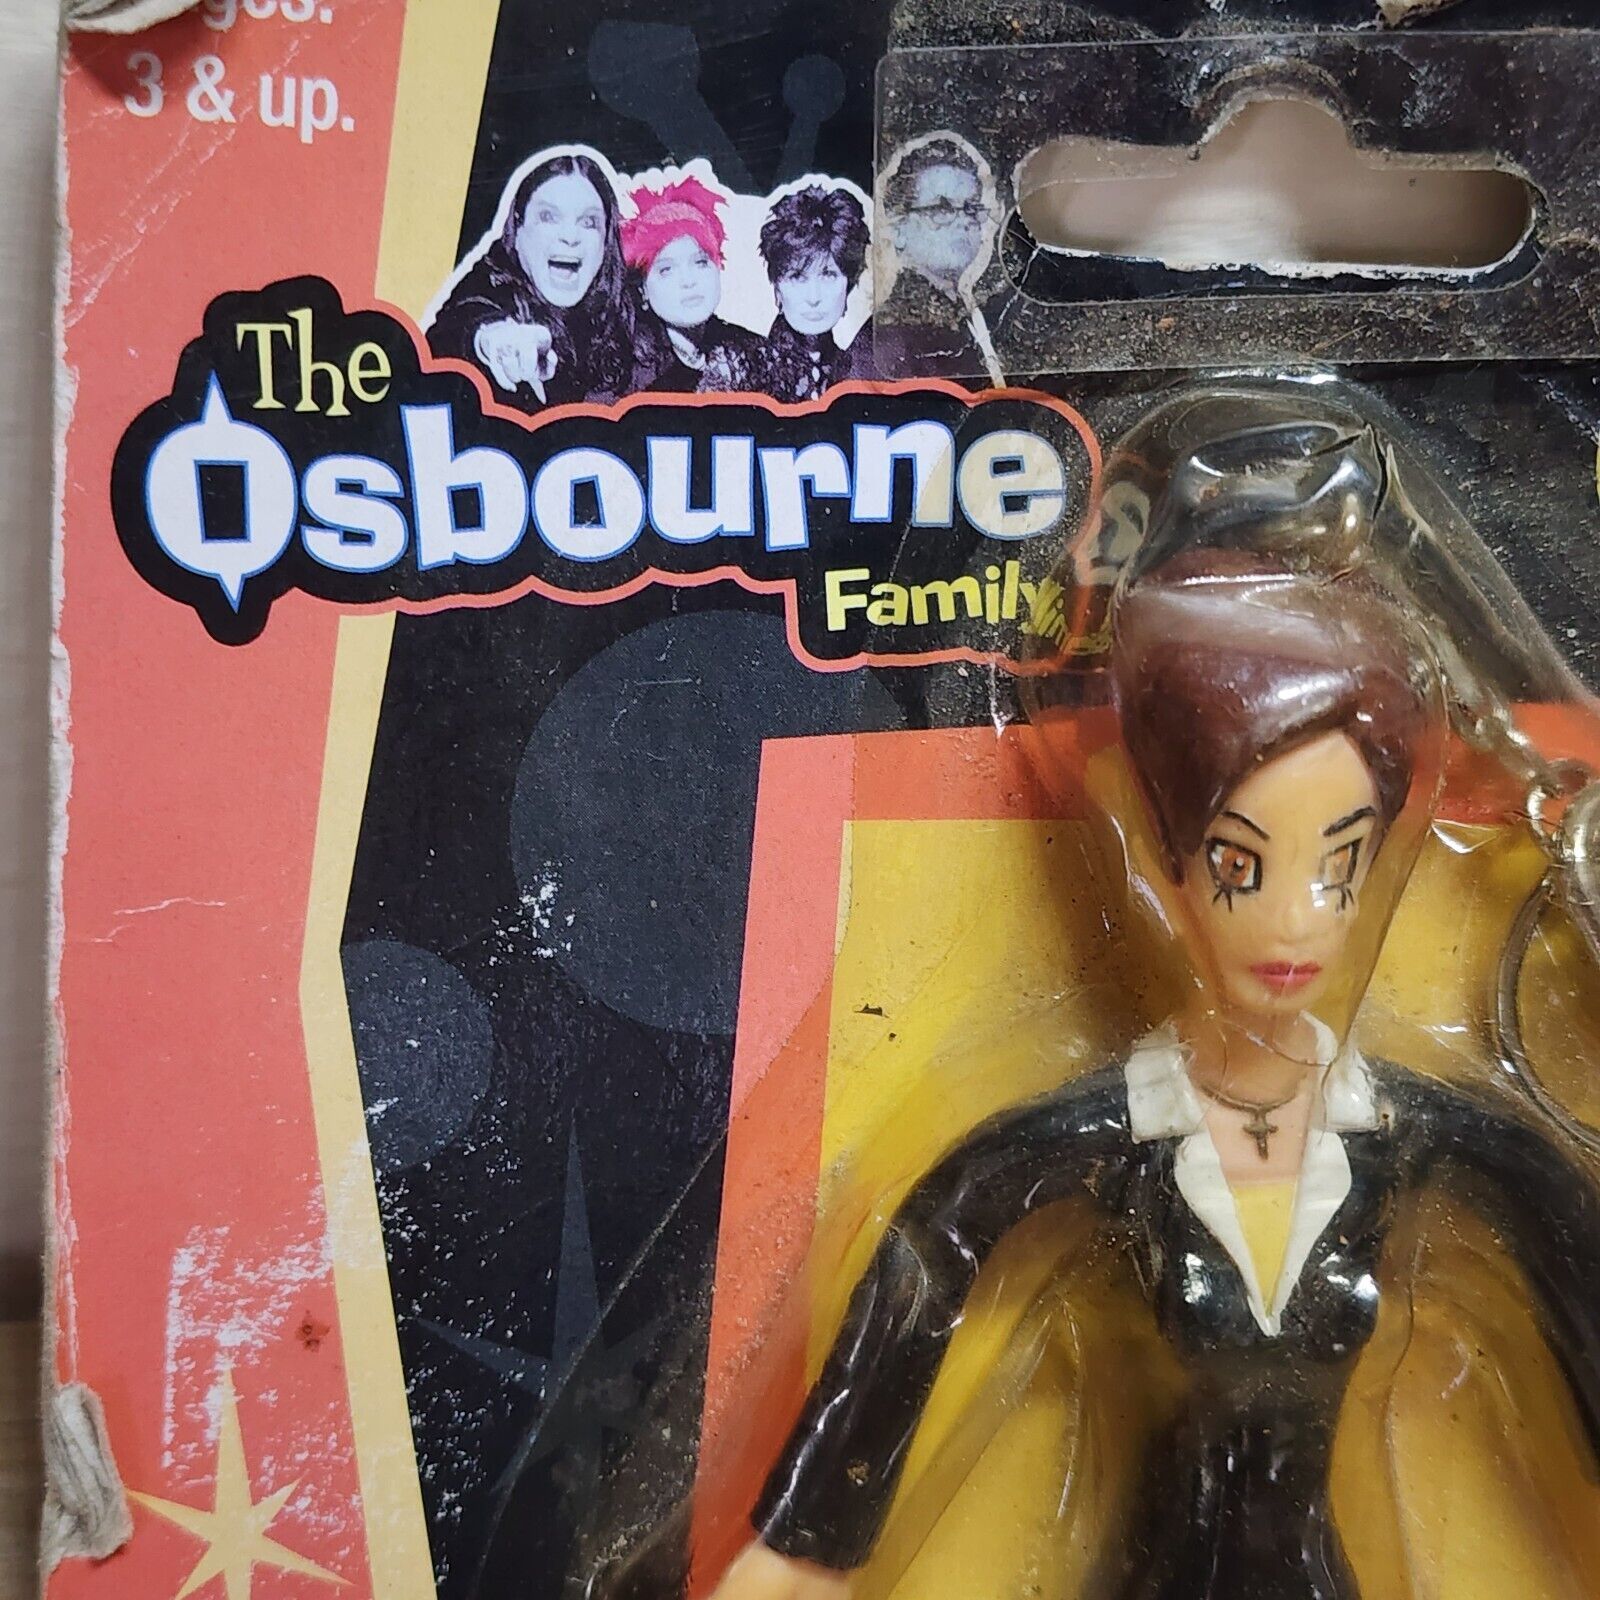 3 & up.
The
Osbourne
Family